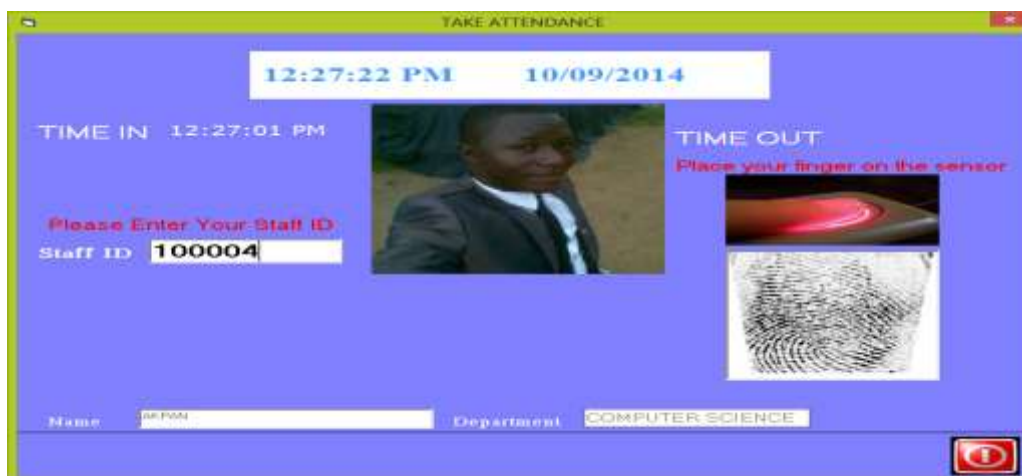 TAKE ATTENDANCE
12:27:22 PM 10/09/2014
TIME IN 12:27:01 PM
TIME OUT
Place your finger on the sensor
Please Enter Your Staff ID
Staff ID 100004
Name AKPAN
Department COMPUTER SCIENCE